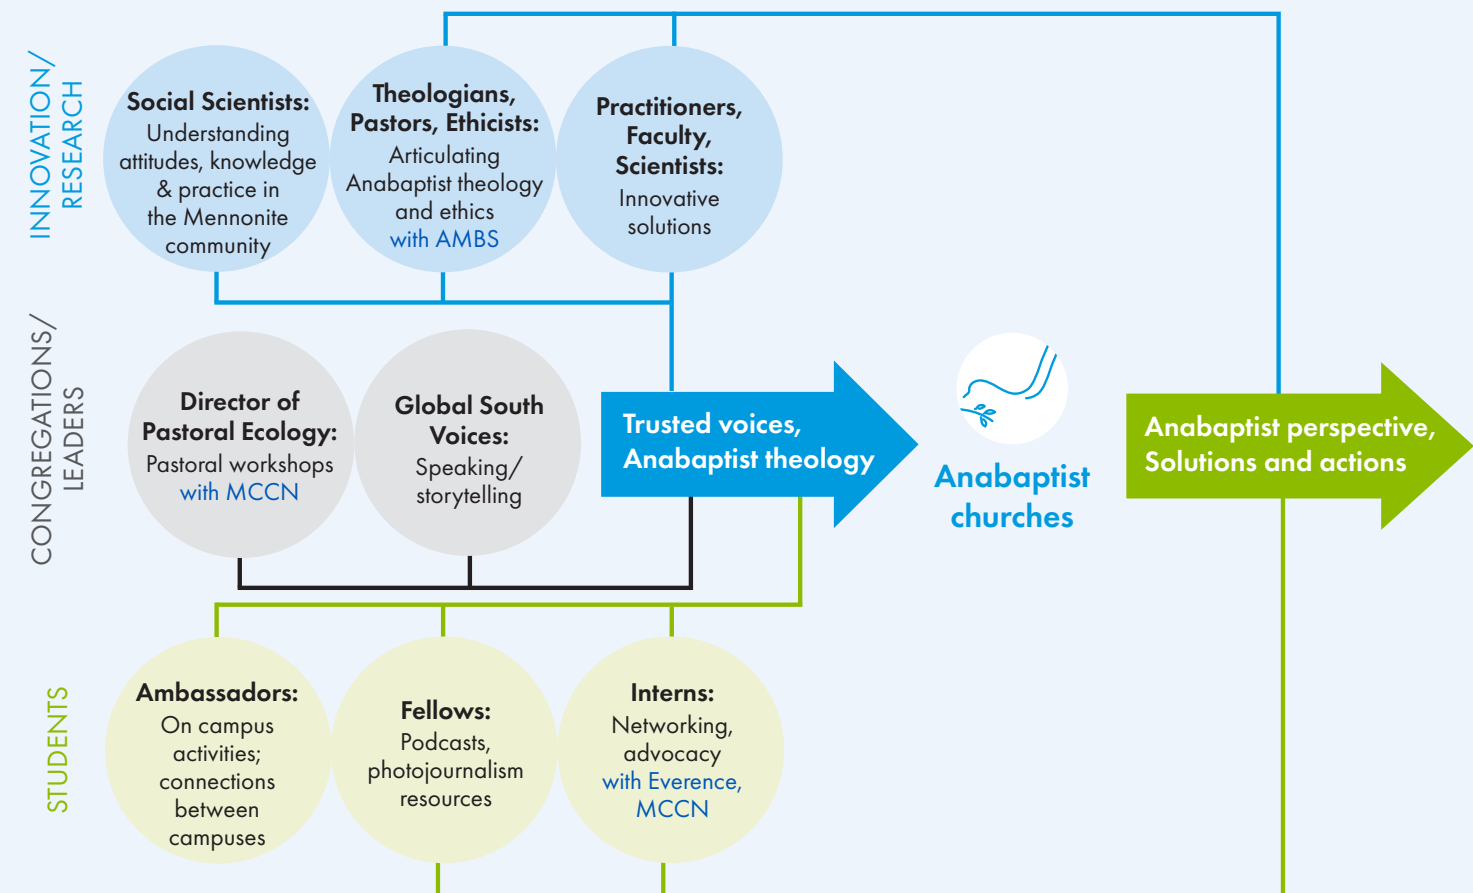 INNOVATION/
RESEARCH
Social Scientists:
Understanding
attitudes, knowledge
& practice in
the Mennonite
community
Theologians,
Pastors, Ethicists:
Articulating
Anabaptist theology
and ethics
with AMBS
Practitioners,
Faculty,
Scientists:
Innovative
solutions
CONGREGATIONS/
LEADERS
Director of
Pastoral Ecology:
Pastoral workshops
with MCCN
Global South
Voices:
Speaking/
storytelling
Trusted voices,
Anabaptist theology
Anabaptist
churches
Anabaptist perspective,
Solutions and actions
STUDENTS
Ambassadors:
On campus
activities;
connections
between
campuses
Fellows:
Podcasts,
photojournalism
resources
Interns:
Networking,
advocacy
with Everence,
MCCN